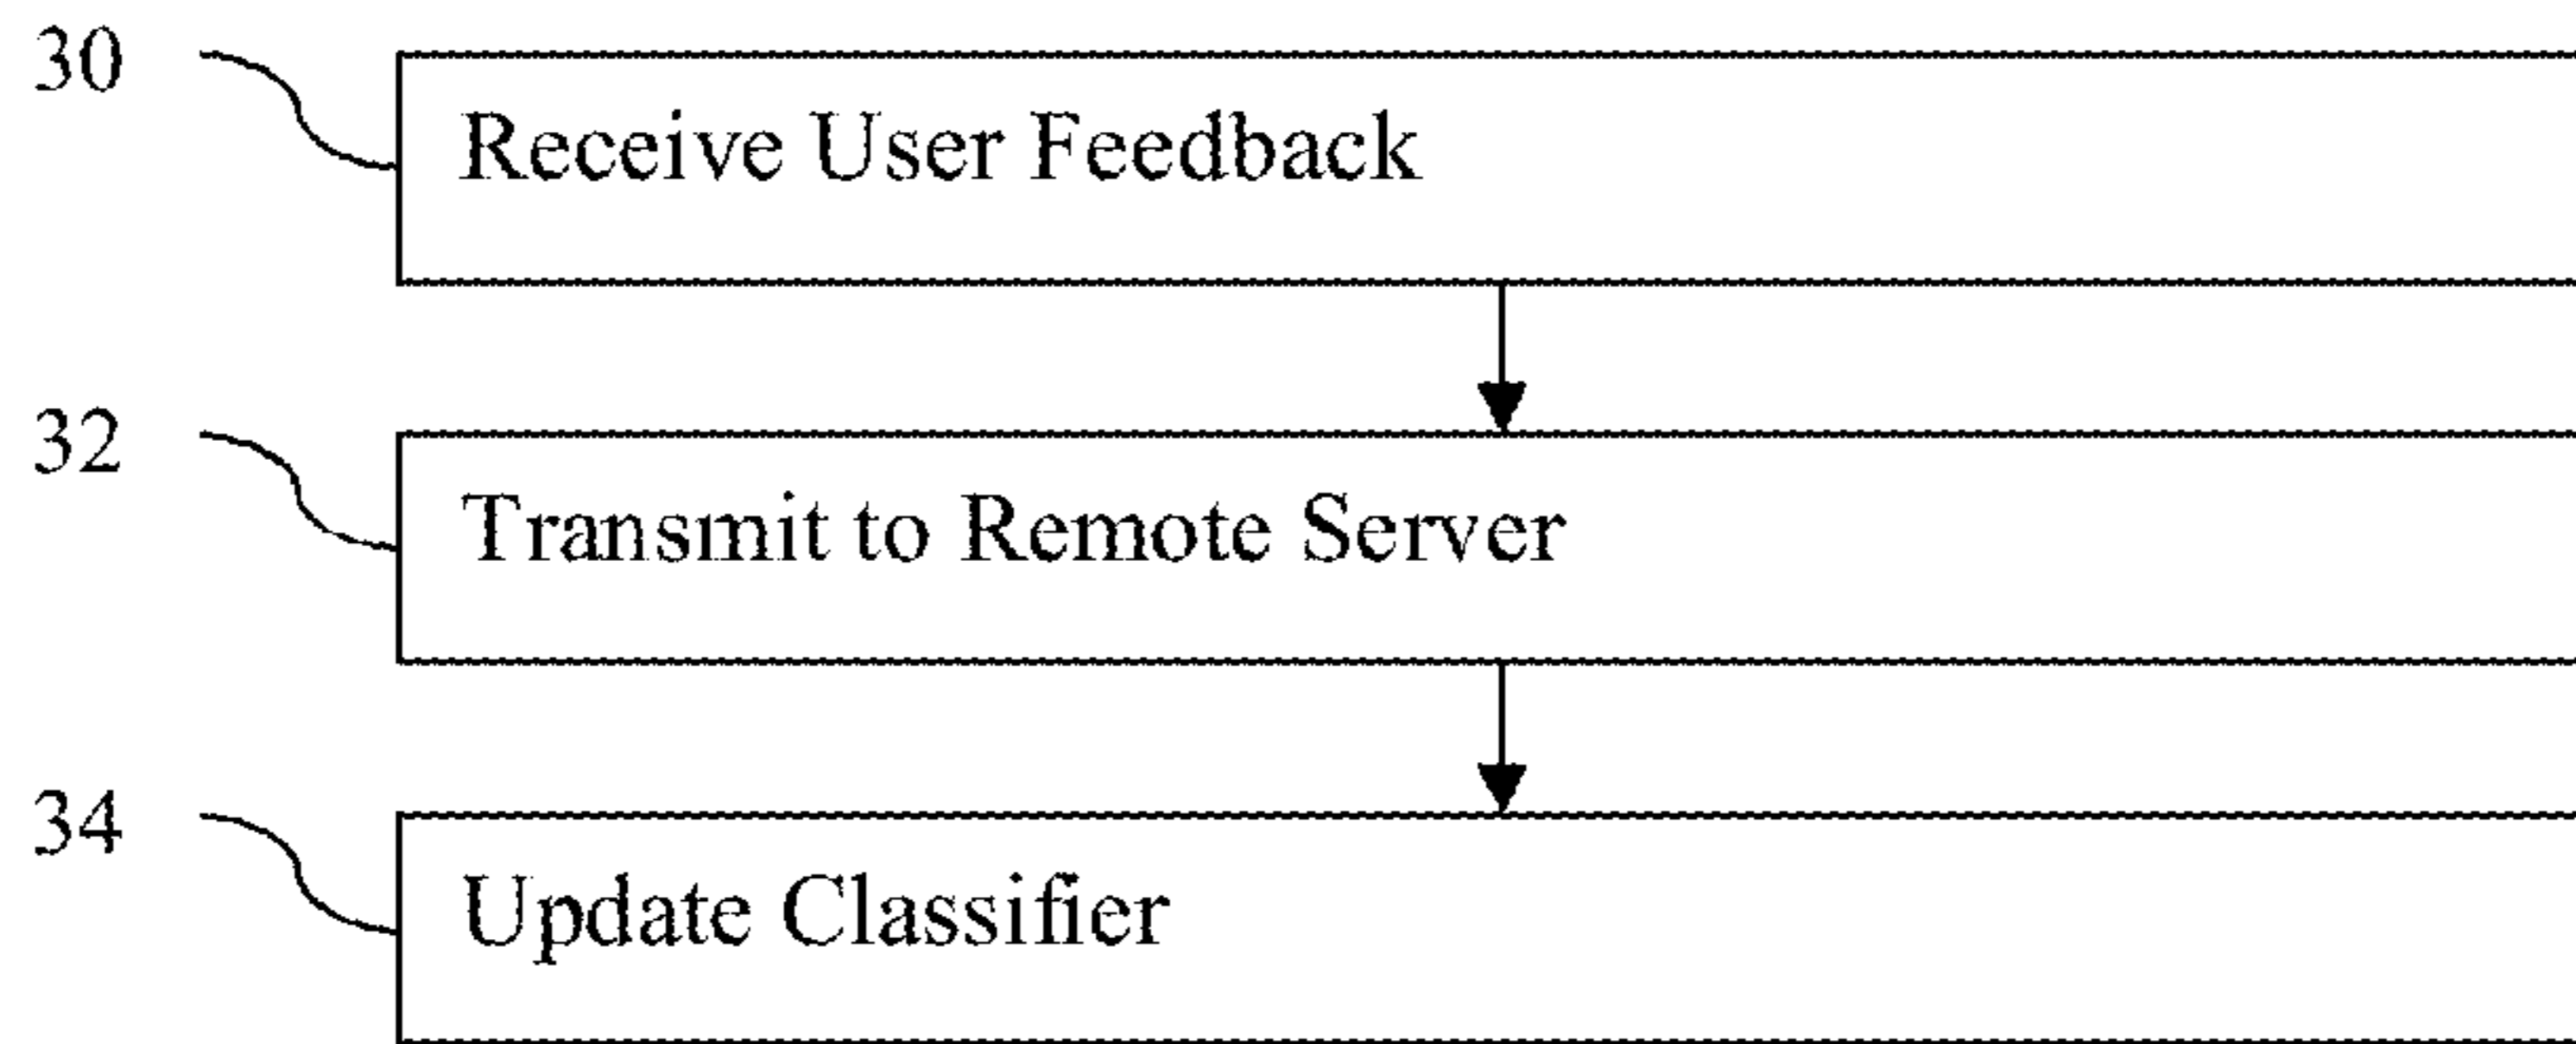 30 Receive User Feedback
32 Transmit to Remote Server
34 Update Classifier